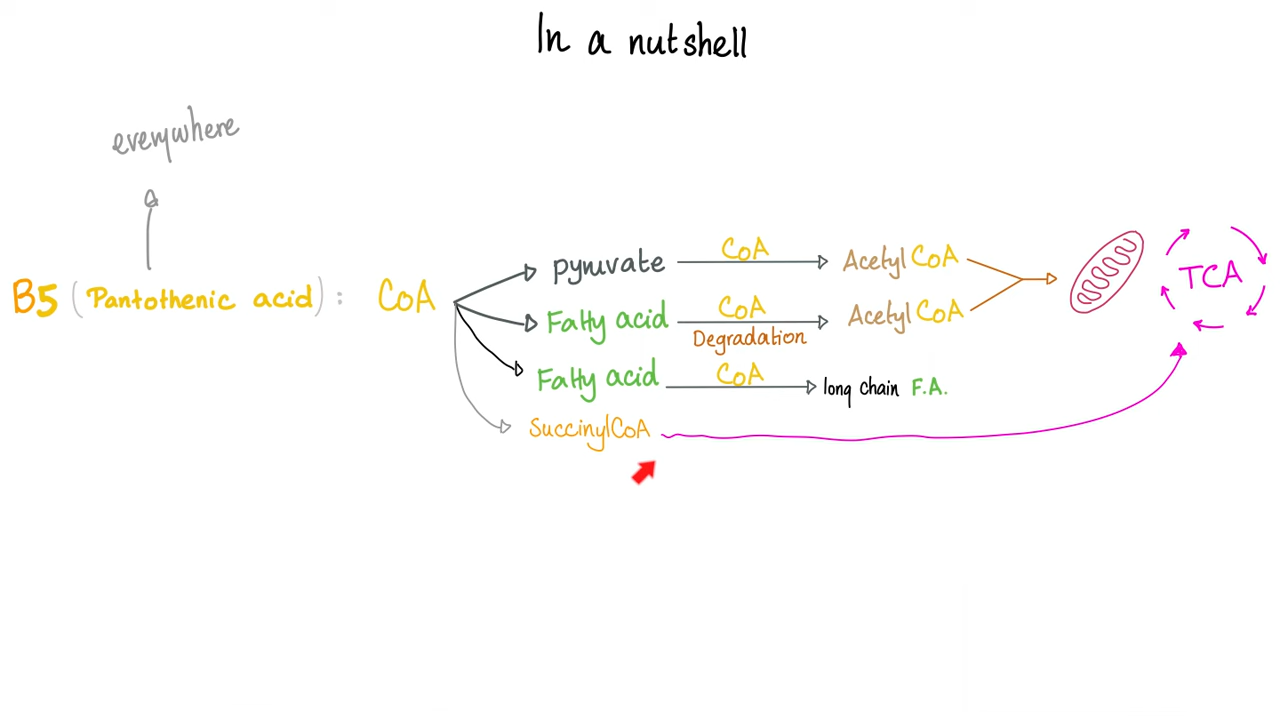 In a nutshell
everywhere
B5 (Pantothenic acid): CoA
pyruvate CoA Acetyl CoA
Fatty acid CoA Acetyl CoA
Degradation
TCA
Fatty acid CoA long chain F.A.
SuccinylCoA